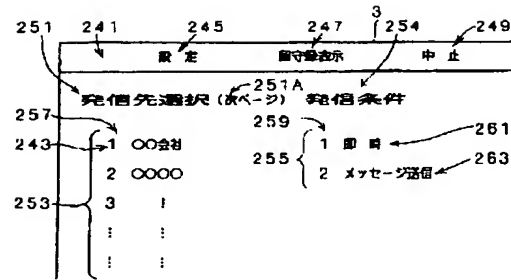 3
251 241 245 247 254 249
設定 留守録表示 中止
251A
発信先選択 (次ページ) 発信条件
257 259
243 1 ○○会社 1 即時 261
2 ○○○○ 255 2 メッセージ送信 263
253 3 ⋮
⋮ ⋮
⋮ ⋮